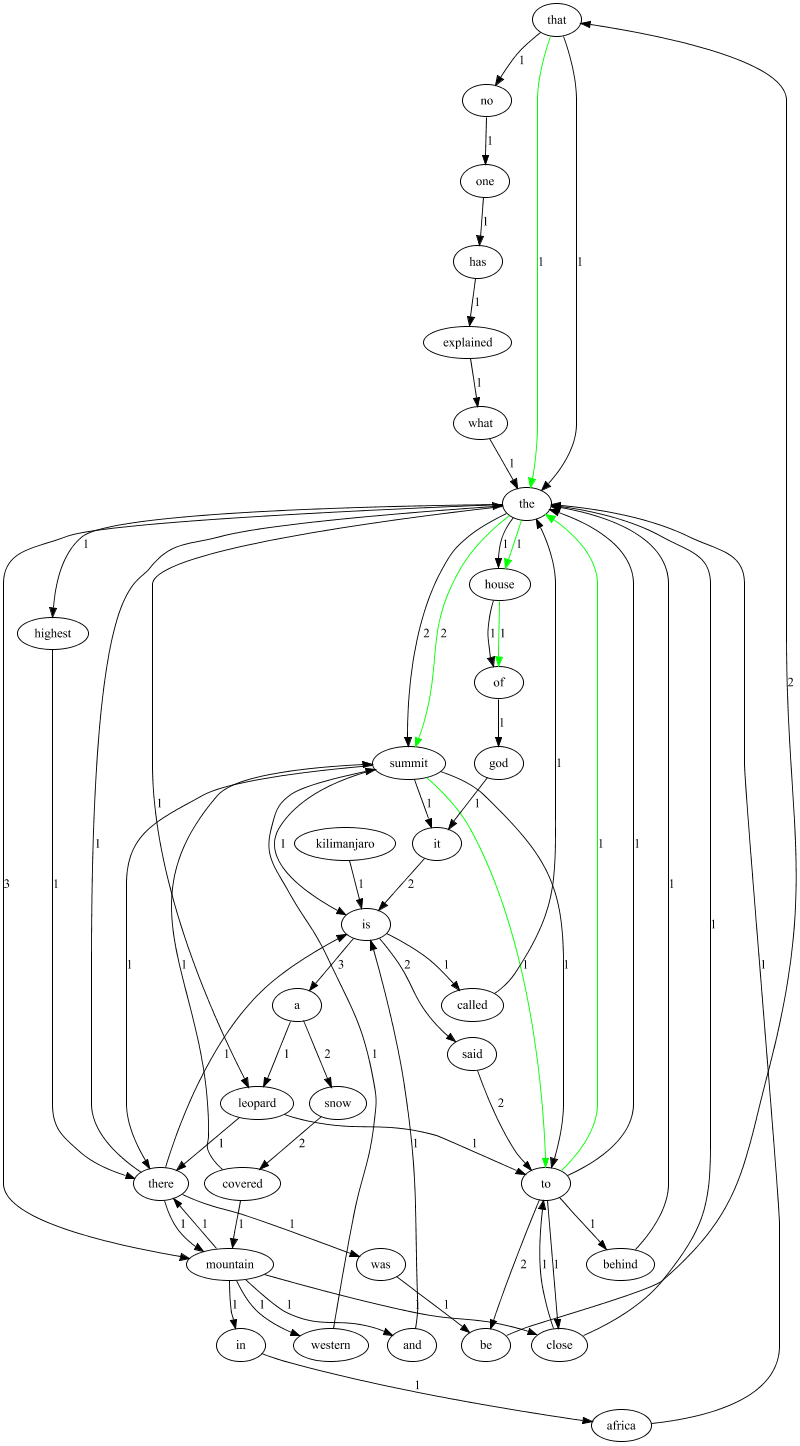 that
1
no
1
one
1 1 1
has
1
explained
1
what
1
the
1 1 1
house
highest
2 2 1 1
of
1
summit god
1 1
kilimanjaro it
1 1 2 1
is
3 1 1 2 3 2 1 1 1 1 1
a called
1 1 1 1 1
said
1 2 1
leopard snow
1 2 2
1 1
there covered to
1 1 1 1 1
mountain was behind
1 1 1 1 2 1 1
in western and be close
1
africa